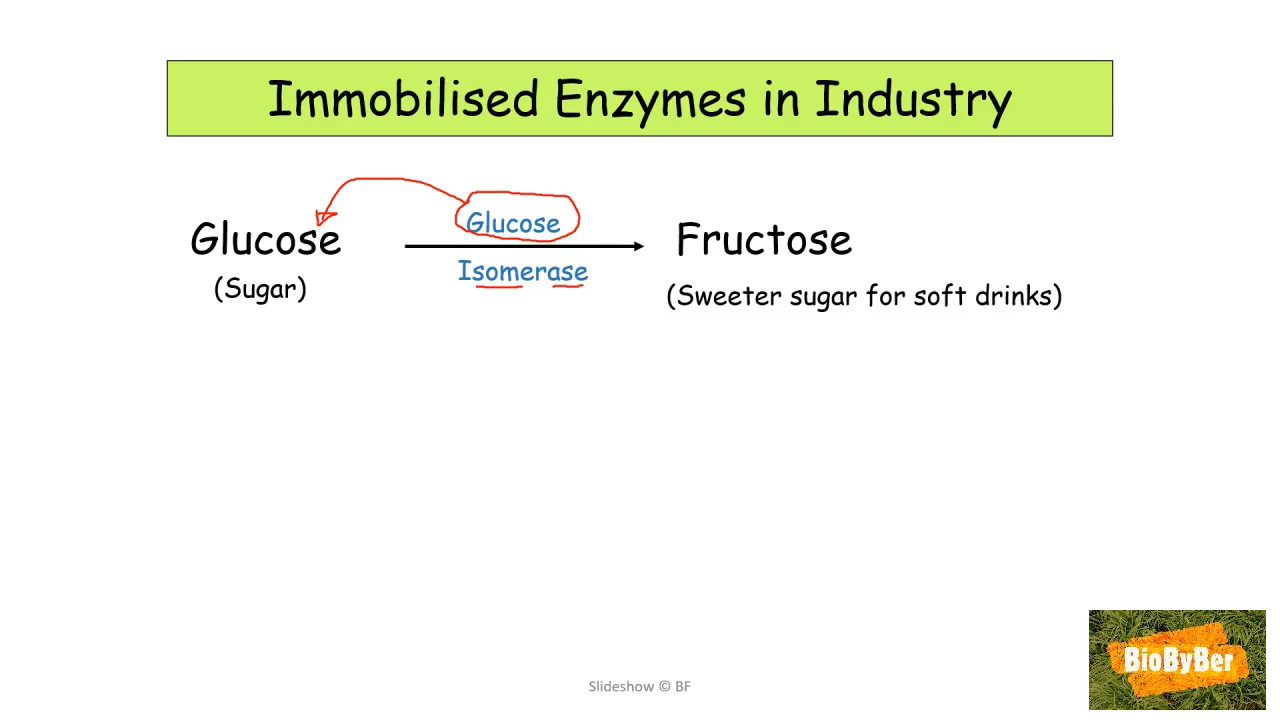 Immobilised Enzymes in Industry
Glucose
Glucose
Isomerase
Fructose
(Sugar)
(Sweeter sugar for soft drinks)
BioByBer
Slideshow © BF